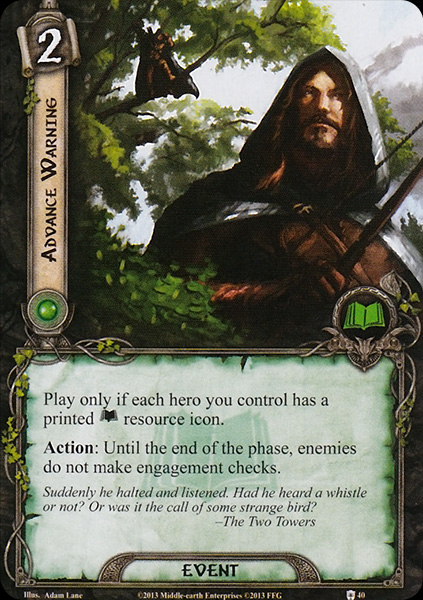 2
ADVANCE WARNING
Play only if each hero you control has a
printed resource icon.
Action: Until the end of the phase, enemies
do not make engagement checks.
Suddenly he halted and listened. Had he heard a whistle
or not? Or was it the call of some strange bird?
–The Two Towers
EVENT
Illus. Adam Lane
©2013 Middle-earth Enterprises ©2013 FFG
40